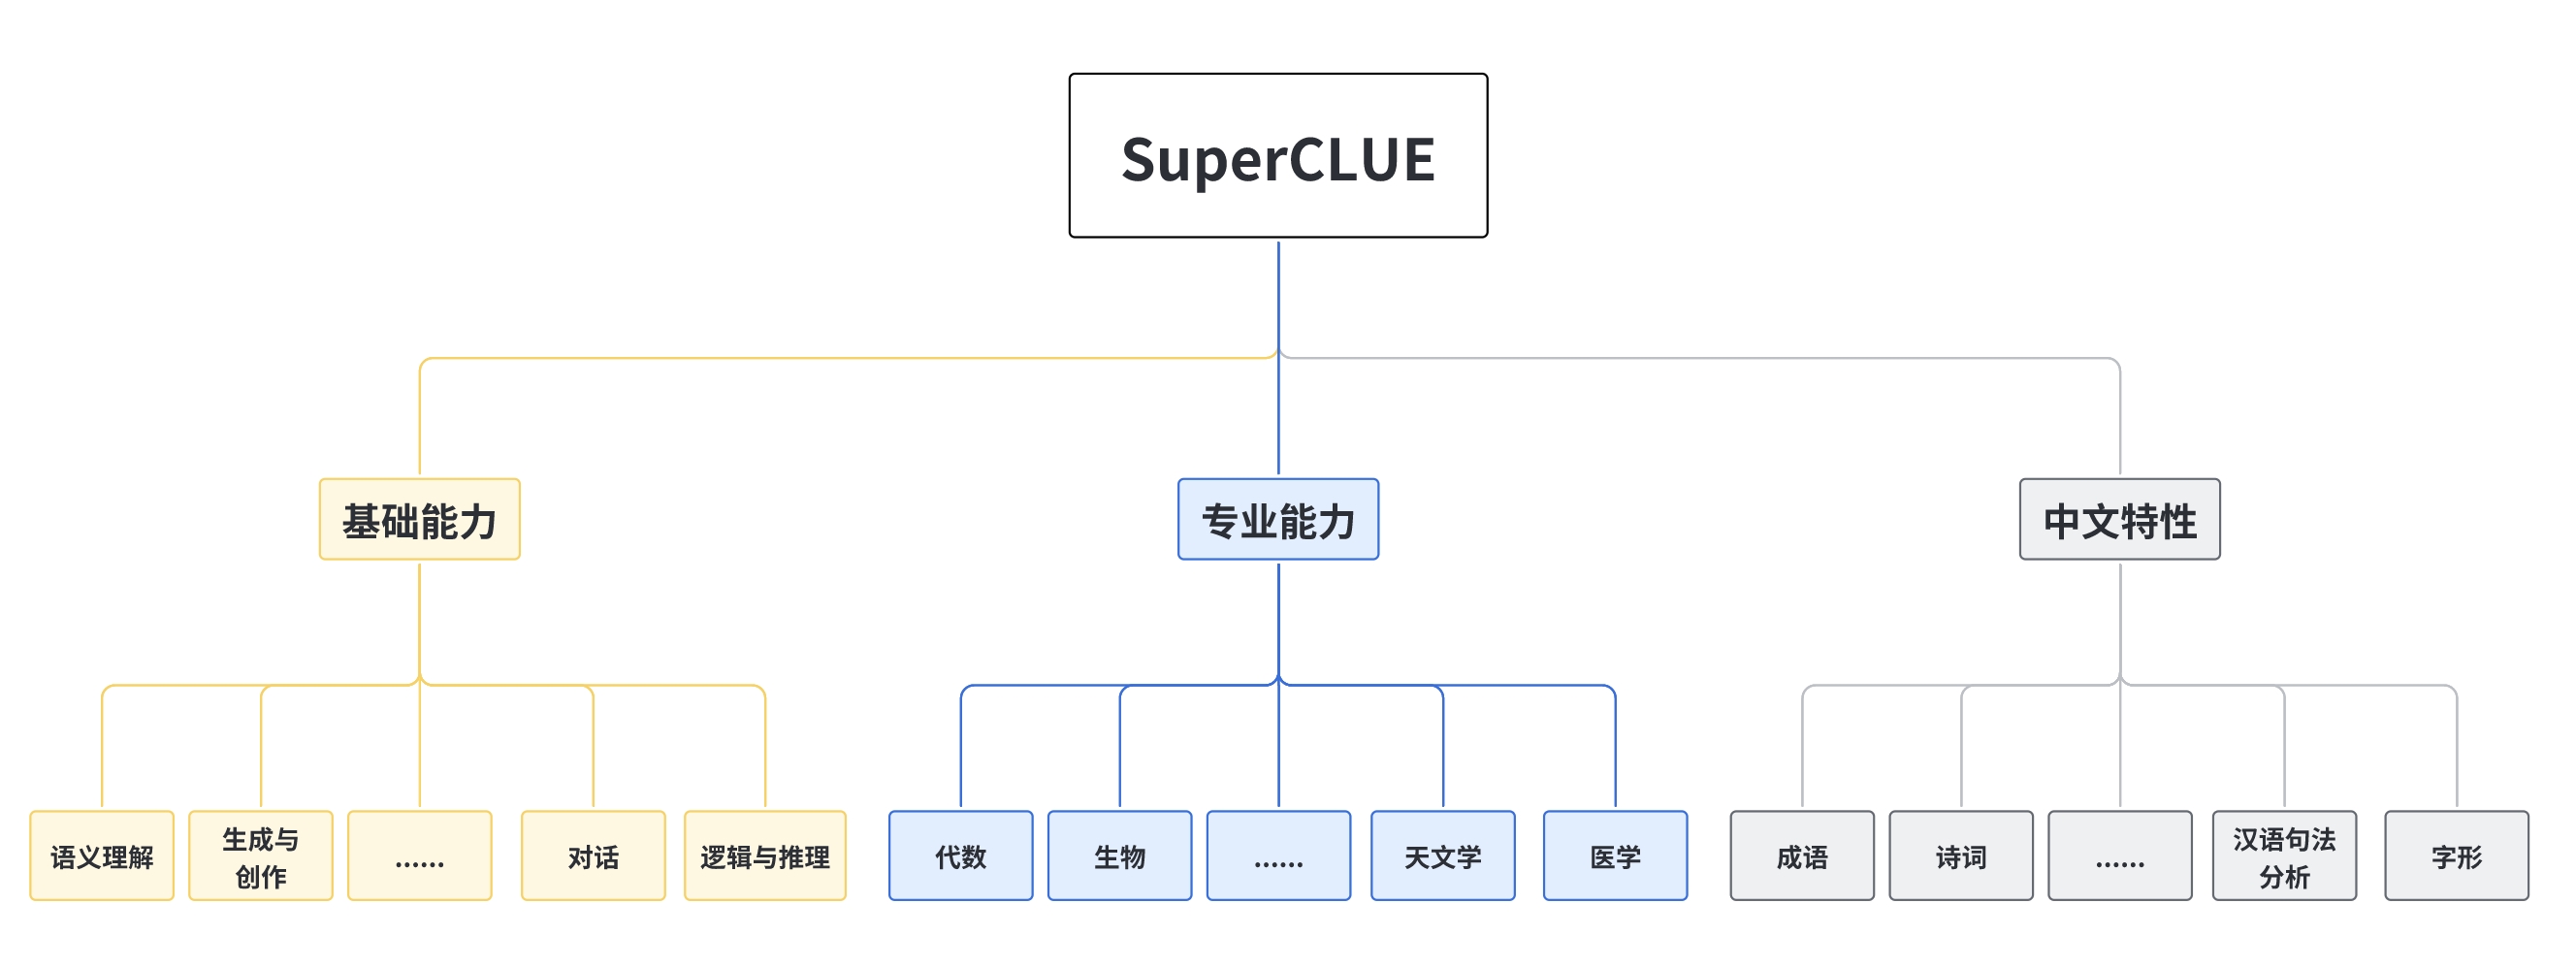 SuperCLUE
基础能力
专业能力
中文特性
语义理解
生成与
创作
......
对话
逻辑与推理
代数
生物
......
天文学
医学
成语
诗词
......
汉语句法
分析
字形